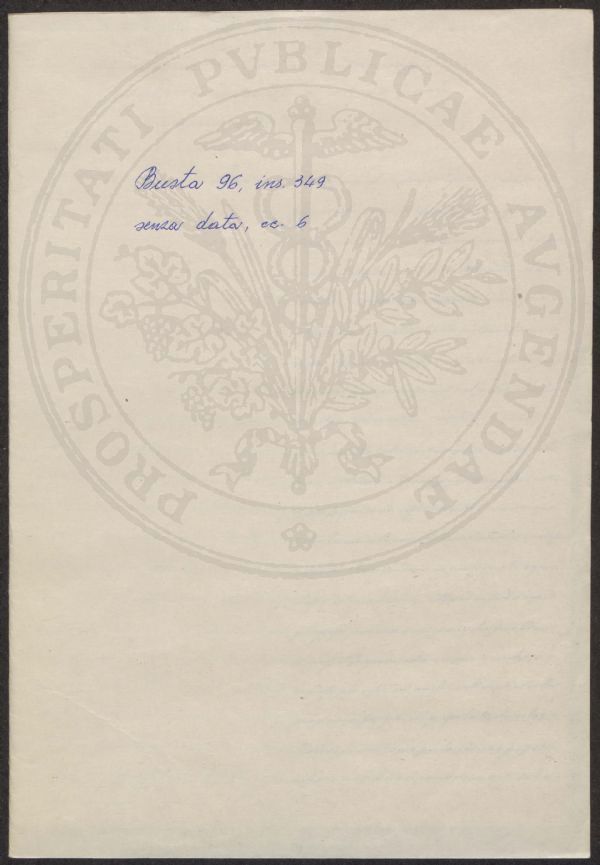 PROSPERITATI PVBLICAE AVGENDAE
Busta 96, ins. 349
senza data, cc. 6